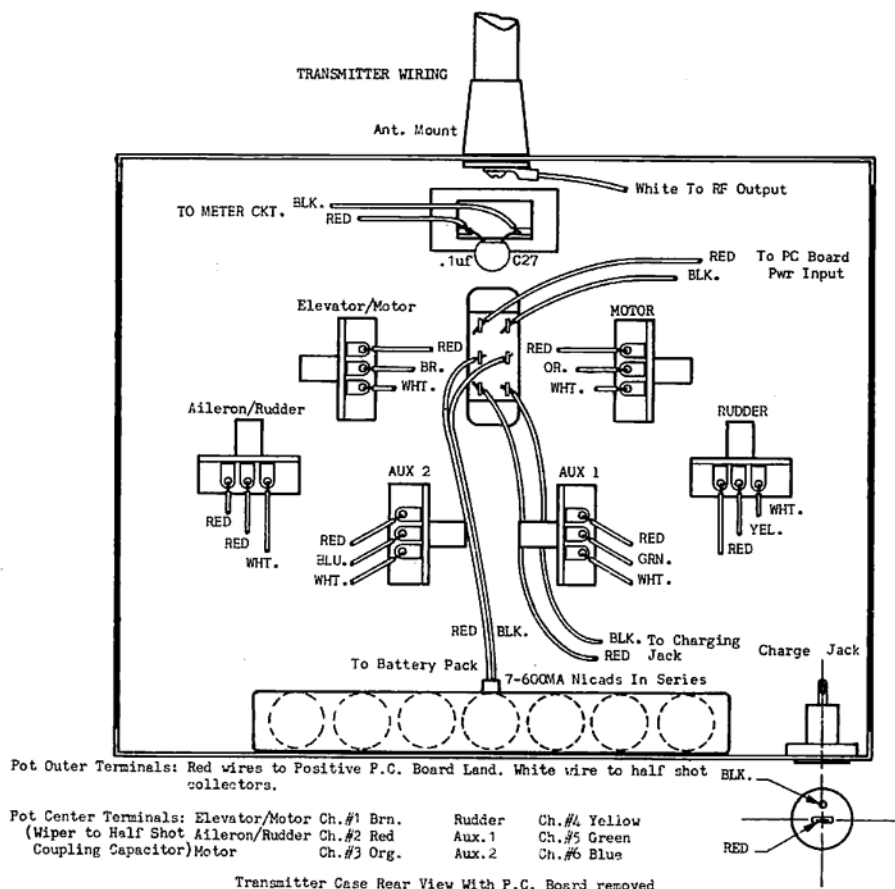 TRANSMITTER WIRING
Ant. Mount
White To RF Output
TO METER CKT. BLK.
RED
.1uf C27
RED To PC Board
BLK. Pwr Input
Elevator/Motor
RED
BR.
WHT.
MOTOR
RED
OR.
WHT.
Aileron/Rudder
RED
RED
WHT.
RUDDER
WHT.
YEL.
RED
AUX 2
RED
BLU.
WHT.
AUX 1
RED
GRN.
WHT.
RED BLK.
BLK. To Charging
RED Jack
To Battery Pack
7-600MA Nicads In Series
Charge Jack
Pot Outer Terminals: Red wires to Positive P.C. Board Land. White wire to half shot
collectors.
BLK.
RED
Pot Center Terminals: Elevator/Motor Ch.#1 Brn. Rudder Ch.#4 Yellow
(Wiper to Half Shot Aileron/Rudder Ch.#2 Red Aux.1 Ch.#5 Green
Coupling Capacitor) Motor Ch.#3 Org. Aux.2 Ch.#6 Blue
Transmitter Case Rear View With P.C. Board removed